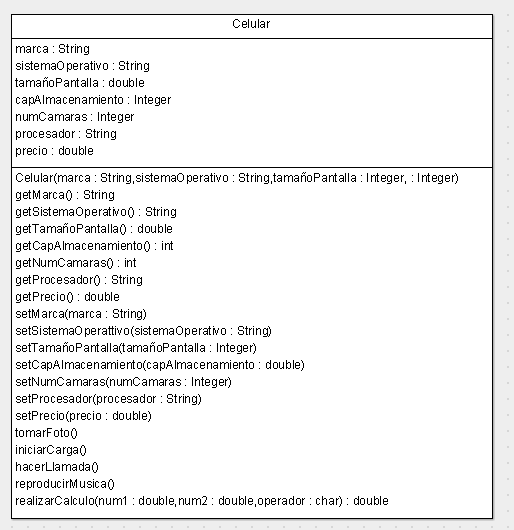 Celular
marca : String
sistemaOperativo : String
tamañoPantalla : double
capAlmacenamiento : Integer
numCamaras : Integer
procesador : String
precio : double
Celular(marca : String,sistemaOperativo : String,tamañoPantalla : Integer, : Integer)
getMarca() : String
getSistemaOperativo() : String
getTamañoPantalla() : double
getCapAlmacenamiento() : int
getNumCamaras() : int
getProcesador() : String
getPrecio() : double
setMarca(marca : String)
setSistemaOperattivo(sistemaOperativo : String)
setTamañoPantalla(tamañoPantalla : Integer)
setCapAlmacenamiento(capAlmacenamiento : double)
setNumCamaras(numCamaras : Integer)
setProcesador(procesador : String)
setPrecio(precio : double)
tomarFoto()
iniciarCarga()
hacerLlamada()
reproducirMusica()
realizarCalculo(num1 : double,num2 : double,operador : char) : double